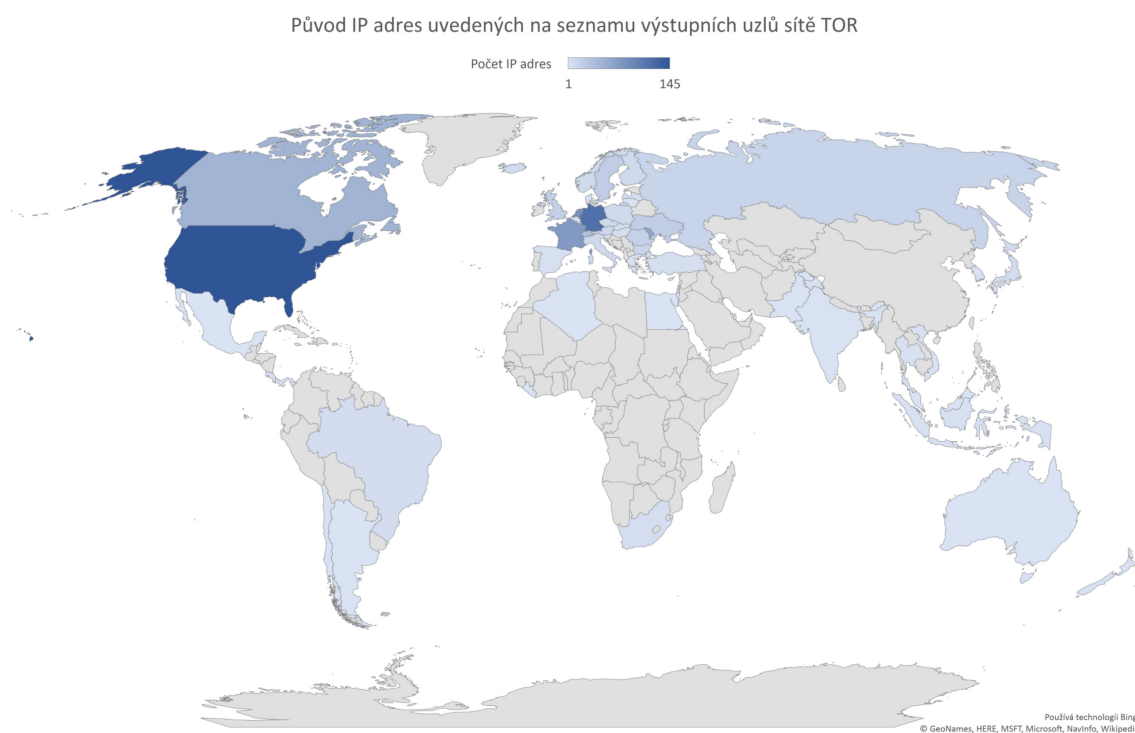 Původ IP adres uvedených na seznamu výstupních uzlů sítě TOR
Počet IP adres
1 145
Používá technologii Bing
© GeoNames, HERE, MSFT, Microsoft, NavInfo, Wikipedi